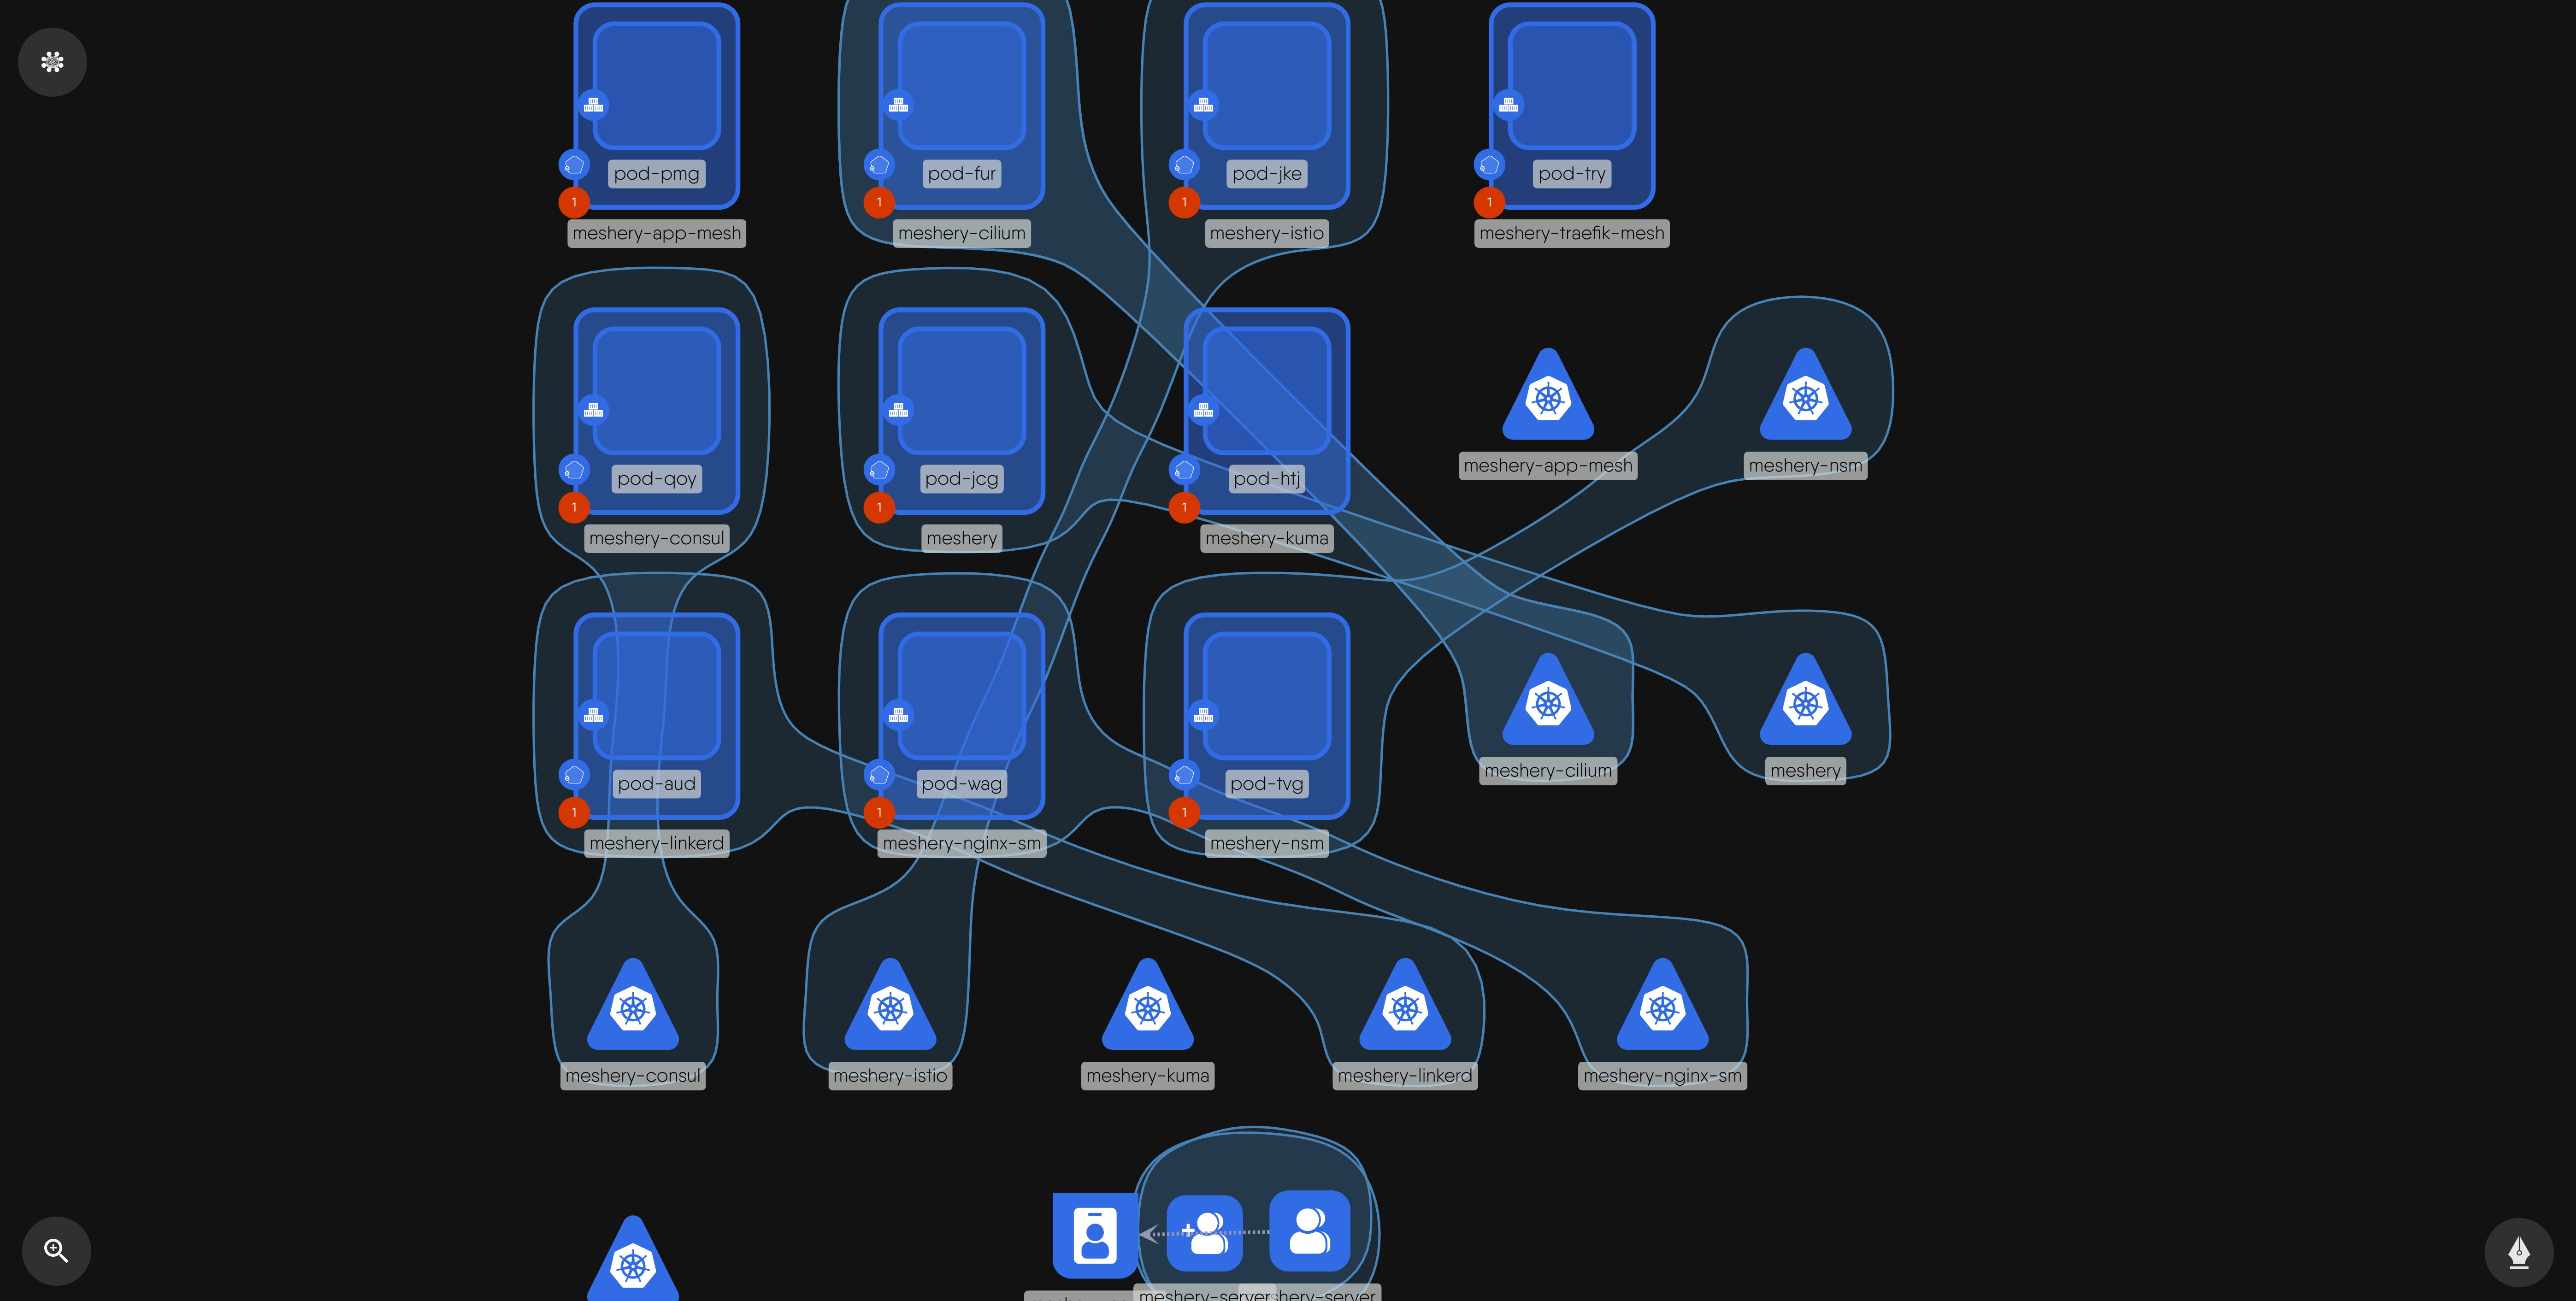 pod-pmg
pod-fur
pod-jke
pod-try
1
1
1
1
meshery-app-mesh
meshery-cilium
meshery-istio
meshery-traefik-mesh
meshery-app-mesh
meshery-nsm
pod-qoy
pod-jcg
pod-htj
1
1
1
meshery-consul
meshery
meshery-kuma
meshery-cilium
meshery
pod-aud
pod-wag
pod-tvg
1
1
1
meshery-linkerd
meshery-nginx-sm
meshery-nsm
meshery-consul
meshery-istio
meshery-kuma
meshery-linkerd
meshery-nginx-sm
meshery-server
hery-server